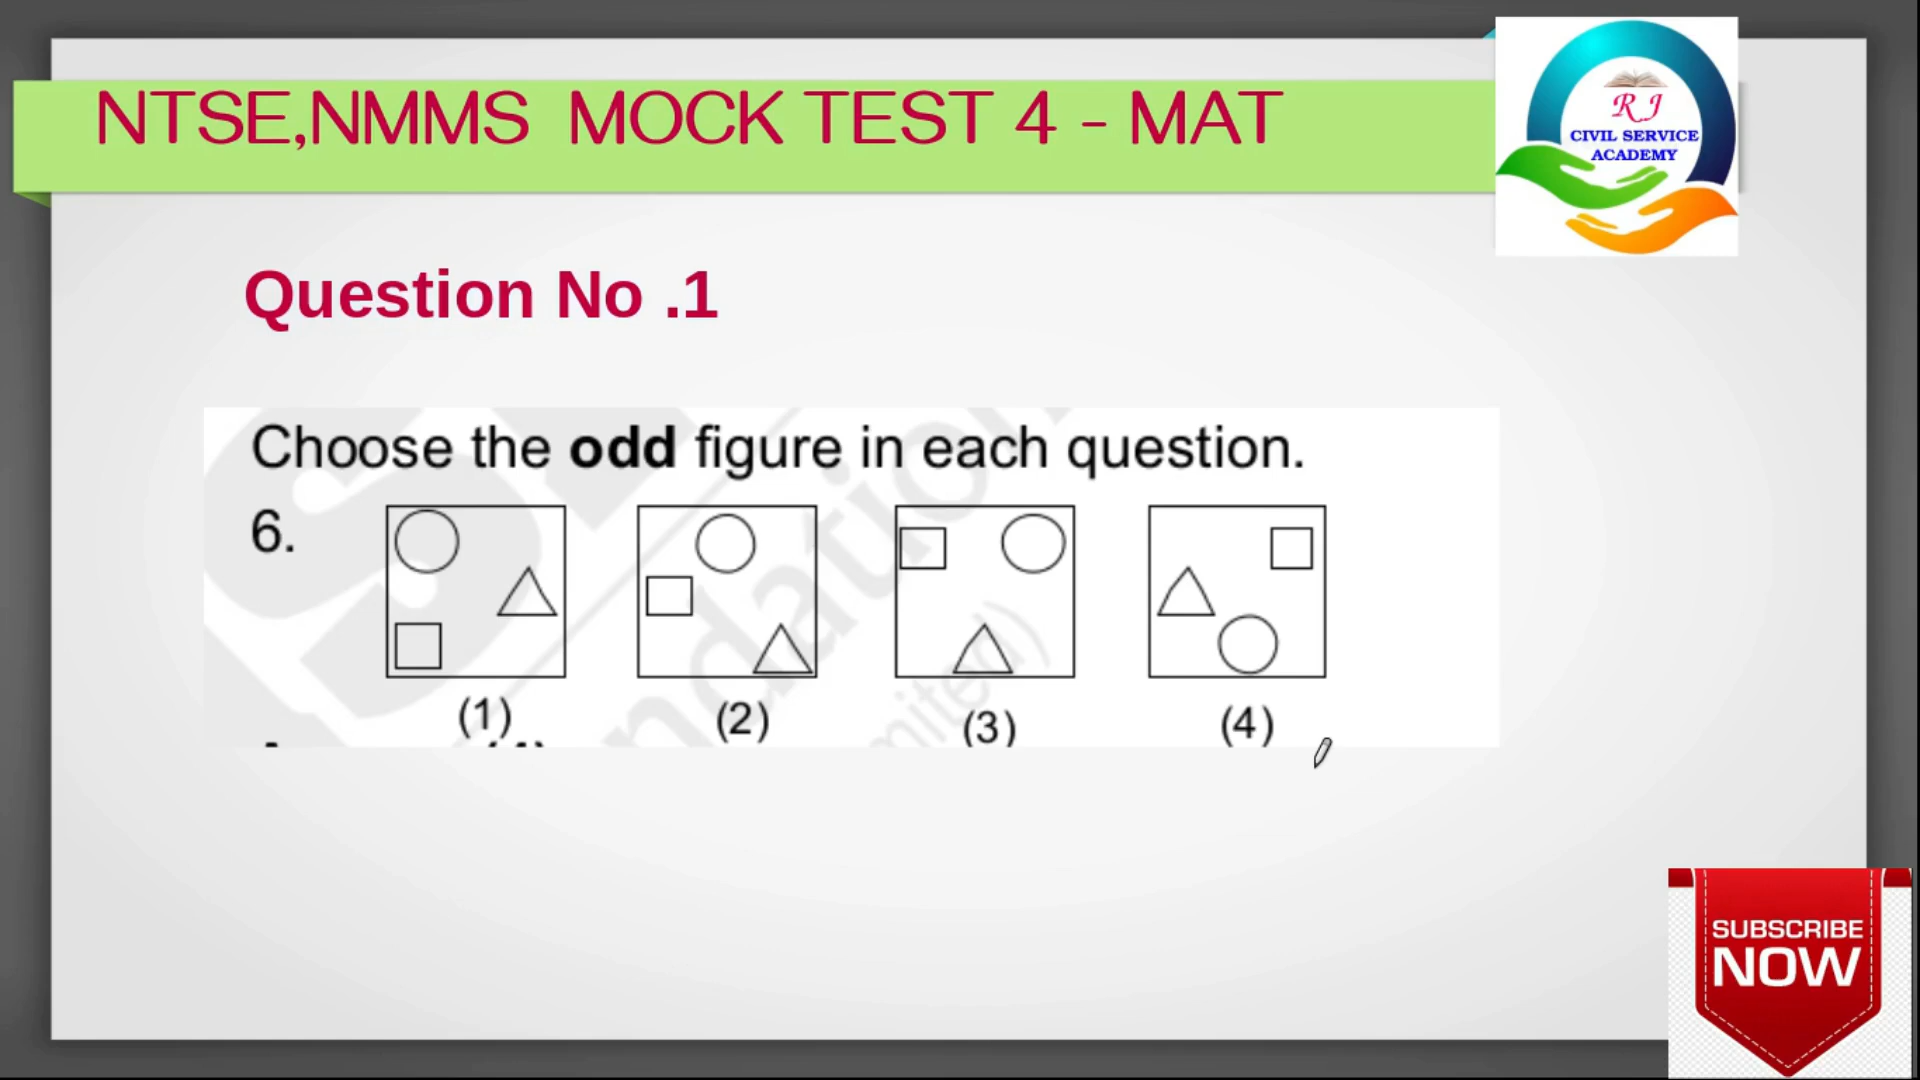 NTSE,NMMS MOCK TEST 4 - MAT
RJ
CIVIL SERVICE
ACADEMY
Question No .1
Choose the odd figure in each question.
6.
(1) (2) (3) (4)
SUBSCRIBE
NOW